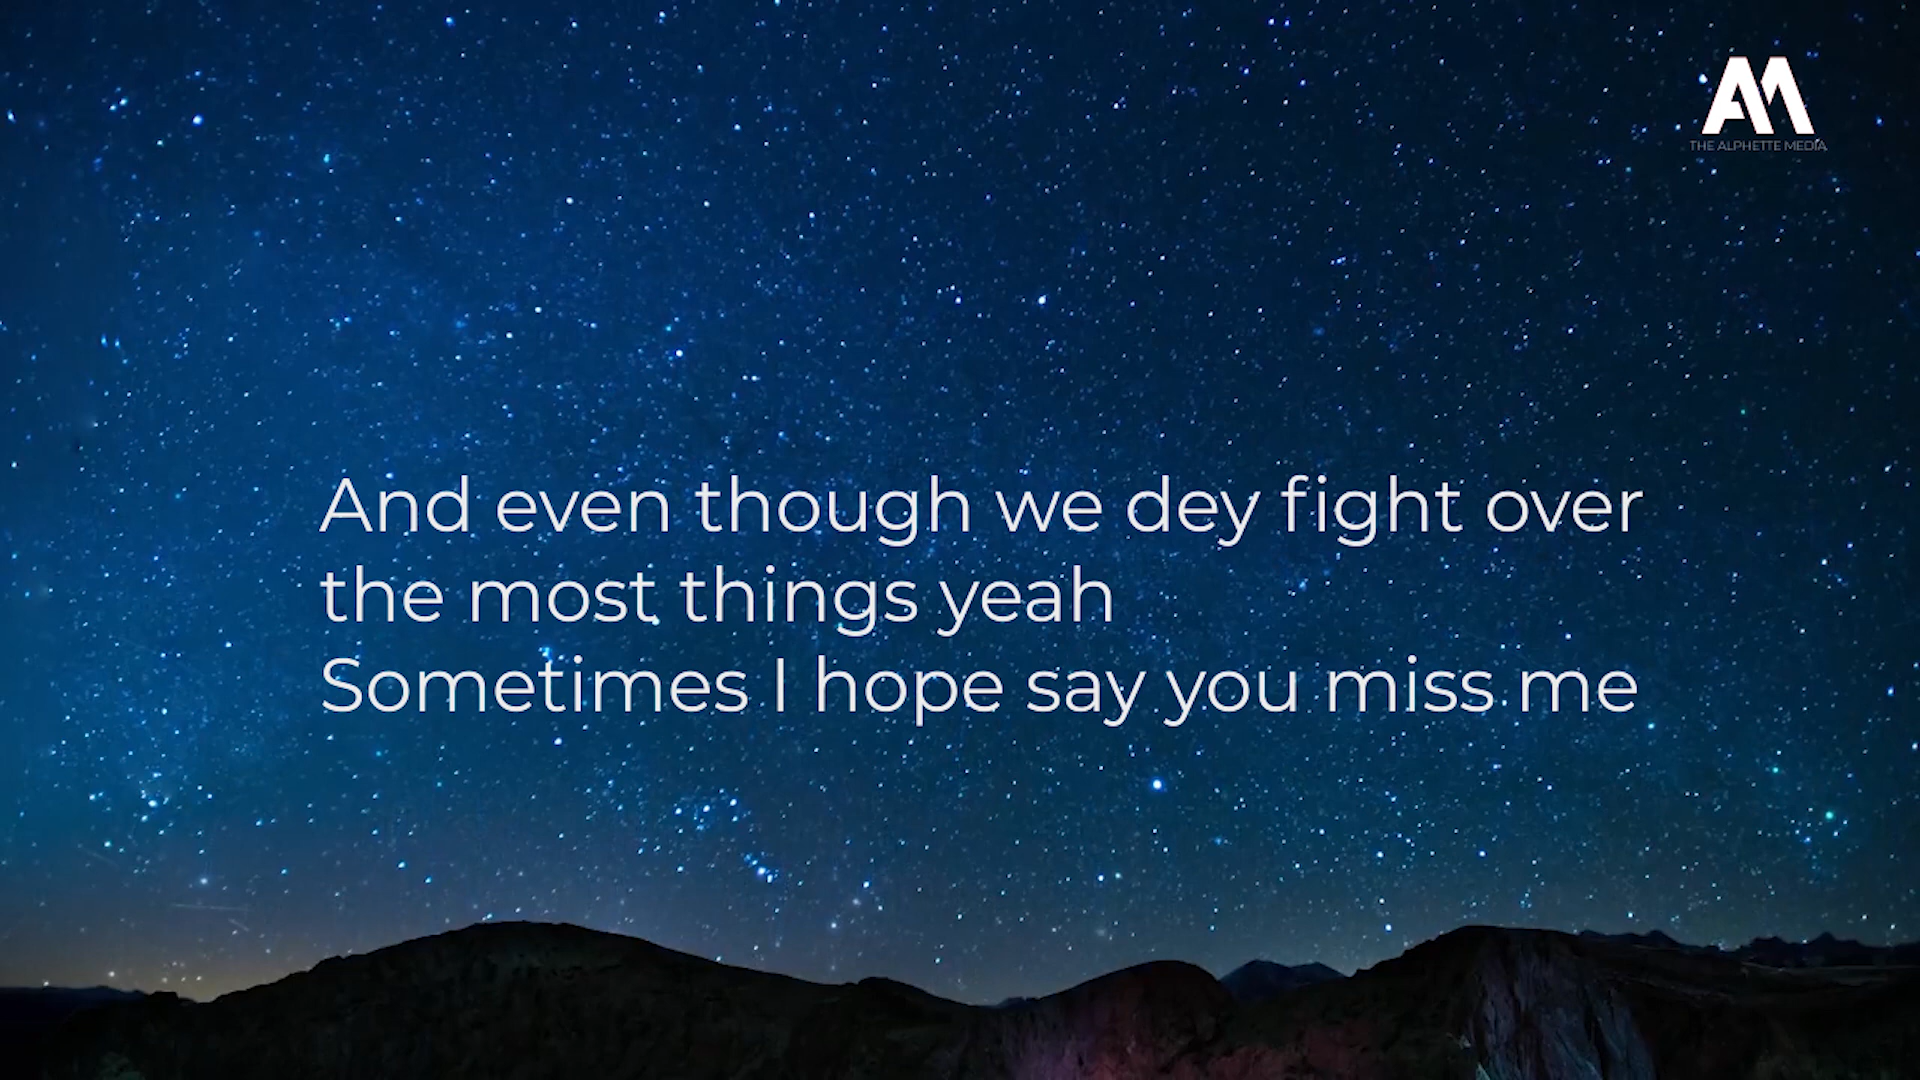 AM
THE ALPHETTE MEDIA
And even though we dey fight over
the most things yeah
Sometimes I hope say you miss me